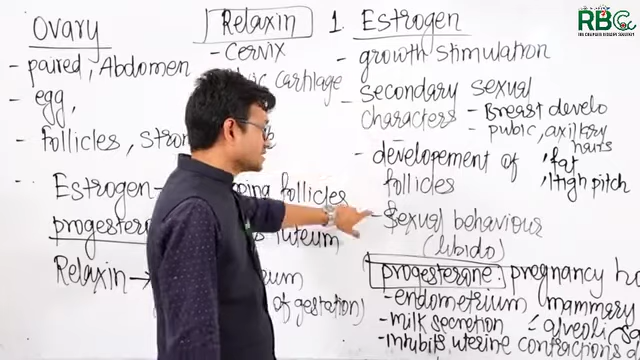 Ovary
- paired, Abdomen
- egg,
- follicles, stro
- Estrogen-
ping follicles
progester
luteum
Relaxin→
of gestation)
Relaxin
- Cervix
cartilage
1. Estrogen
- growth stimulation
- secondary sexual
characters
- Breast develo
- pubic, axillary
hairs
- developement of
follicles
'fat
'High pitch
- Sexual behaviour
(libido)
progesterone: pregnancy ho
- endometrium mammary
- milk secretion
alveoli
- Inhibits uterine contractions
RBC